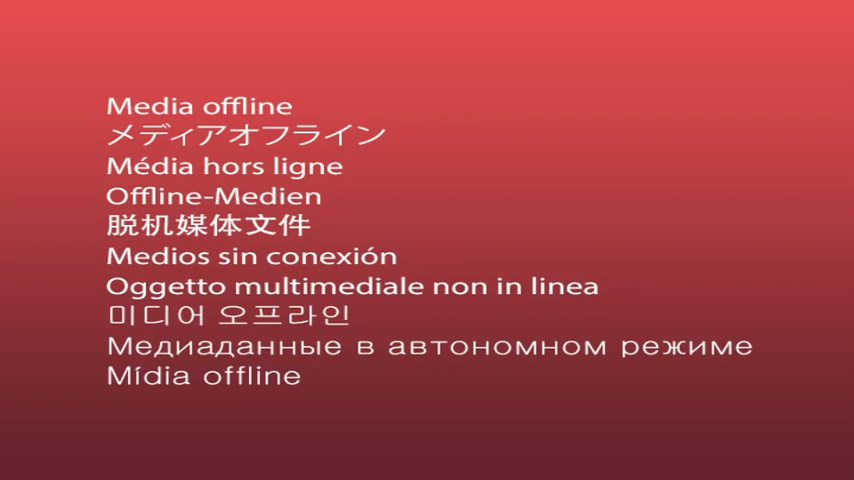 Media offline
メディアオフライン
Média hors ligne
Offline-Medien
脱机媒体文件
Medios sin conexión
Oggetto multimediale non in linea
미디어 오프라인
Медиаданные в автономном режиме
Mídia offline